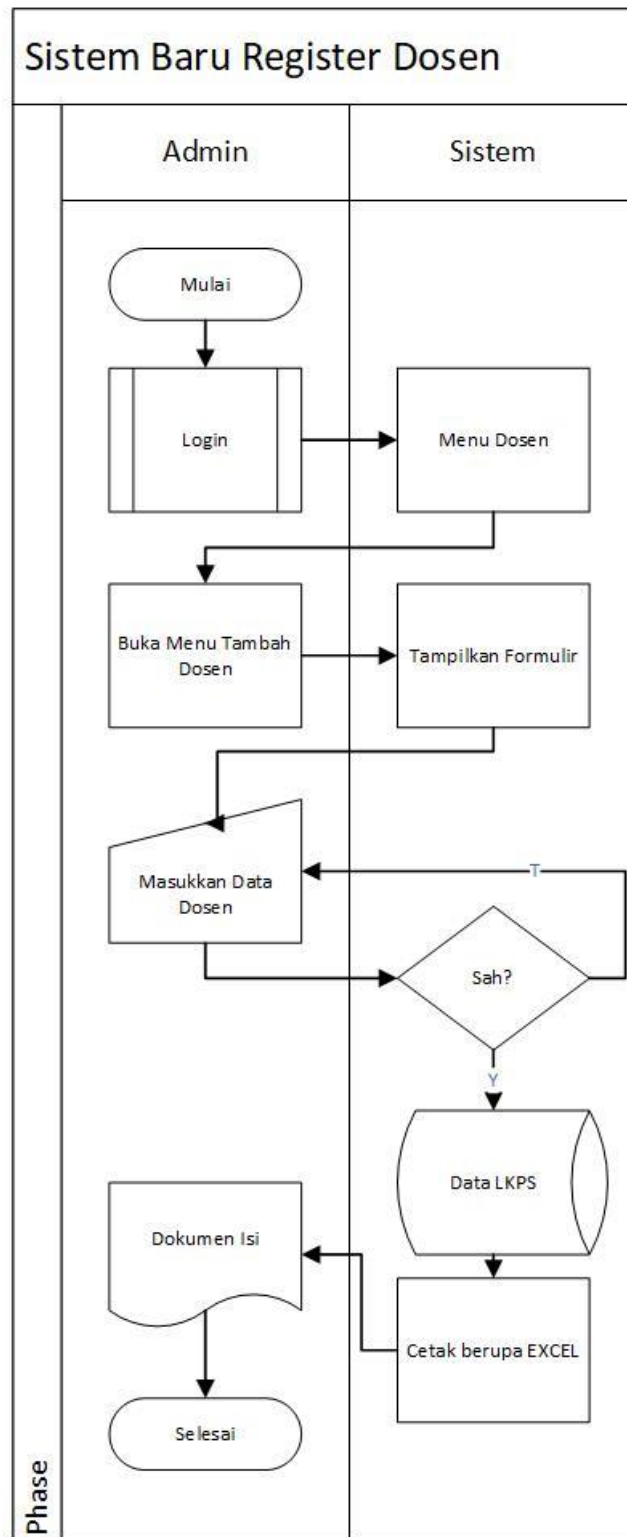 Sistem Baru Register Dosen
Admin
Sistem
Mulai
Login
Menu Dosen
Buka Menu Tambah
Dosen
Tampilkan Formulir
Masukkan Data
Dosen
T
Sah?
Y
Data LKPS
Dokumen Isi
Cetak berupa EXCEL
Selesai
Phase